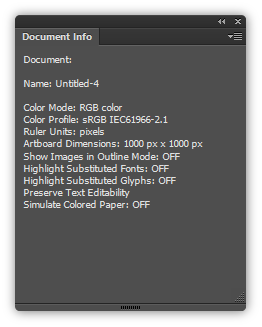 Document Info
Document:
Name: Untitled-4
Color Mode: RGB color
Color Profile: sRGB IEC61966-2.1
Ruler Units: pixels
Artboard Dimensions: 1000 px x 1000 px
Show Images in Outline Mode: OFF
Highlight Substituted Fonts: OFF
Highlight Substituted Glyphs: OFF
Preserve Text Editability
Simulate Colored Paper: OFF